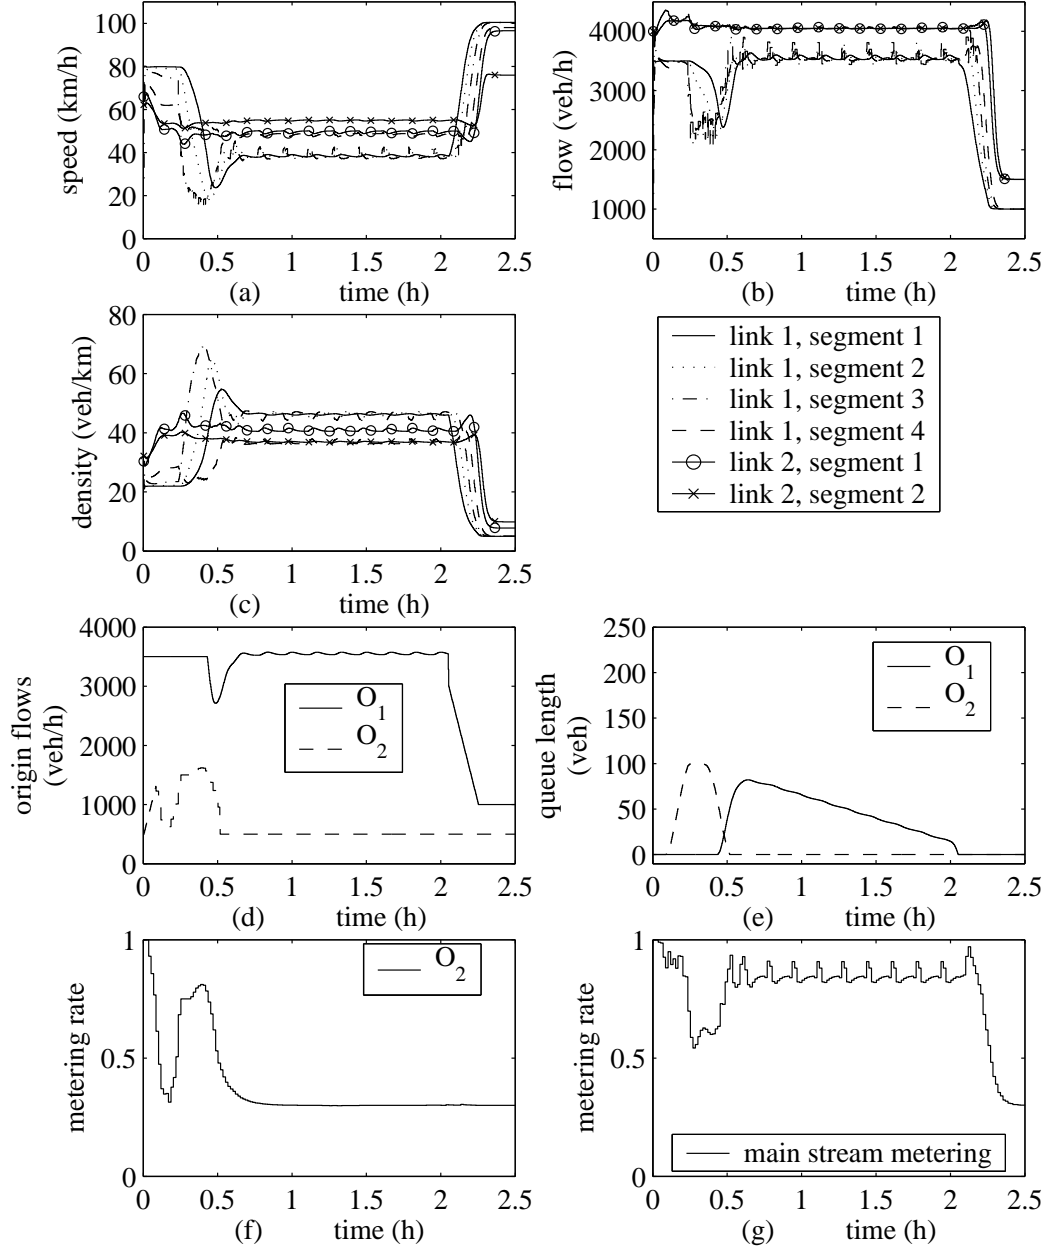 100
80
60
40
20
0
speed (km/h)
0 0.5 1 1.5 2 2.5
(a) time (h)
4000
3000
2000
1000
flow (veh/h)
0 0.5 1 1.5 2 2.5
(b) time (h)
80
60
40
20
0
density (veh/km)
0 0.5 1 1.5 2 2.5
(c) time (h)
link 1, segment 1
link 1, segment 2
link 1, segment 3
link 1, segment 4
link 2, segment 1
link 2, segment 2
4000
3000
2000
1000
0
origin flows
(veh/h)
O1
O2
0 0.5 1 1.5 2 2.5
(d) time (h)
250
200
150
100
50
0
queue length
(veh)
O1
O2
0 0.5 1 1.5 2 2.5
(e) time (h)
1
0.5
0
metering rate
O2
0 0.5 1 1.5 2 2.5
(f) time (h)
1
0.5
0
metering rate
main stream metering
0 0.5 1 1.5 2 2.5
(g) time (h)